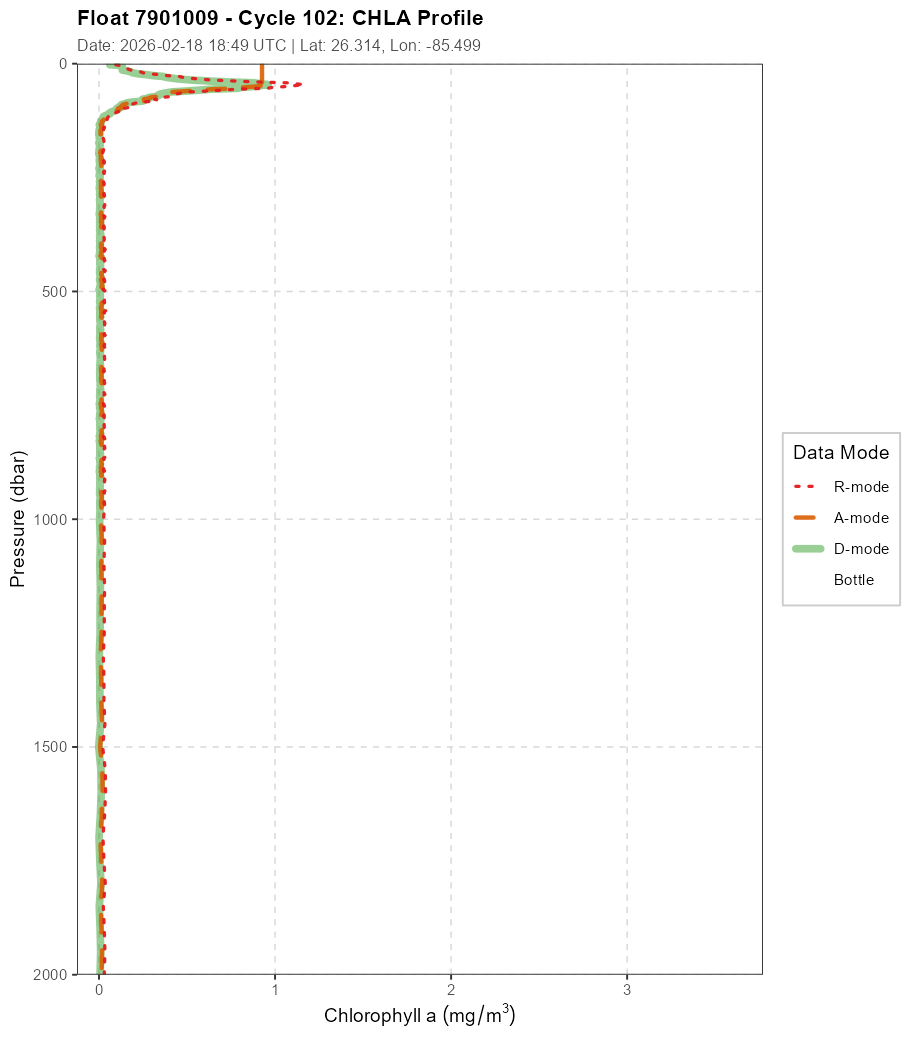 Float 7901009 - Cycle 102: CHLA Profile
Date: 2026-02-18 18:49 UTC | Lat: 26.314, Lon: -85.499
0
500
1000
1500
2000
Pressure (dbar)
0 1 2 3
Chlorophyll a (mg/m³)
Data Mode
R-mode
A-mode
D-mode
Bottle